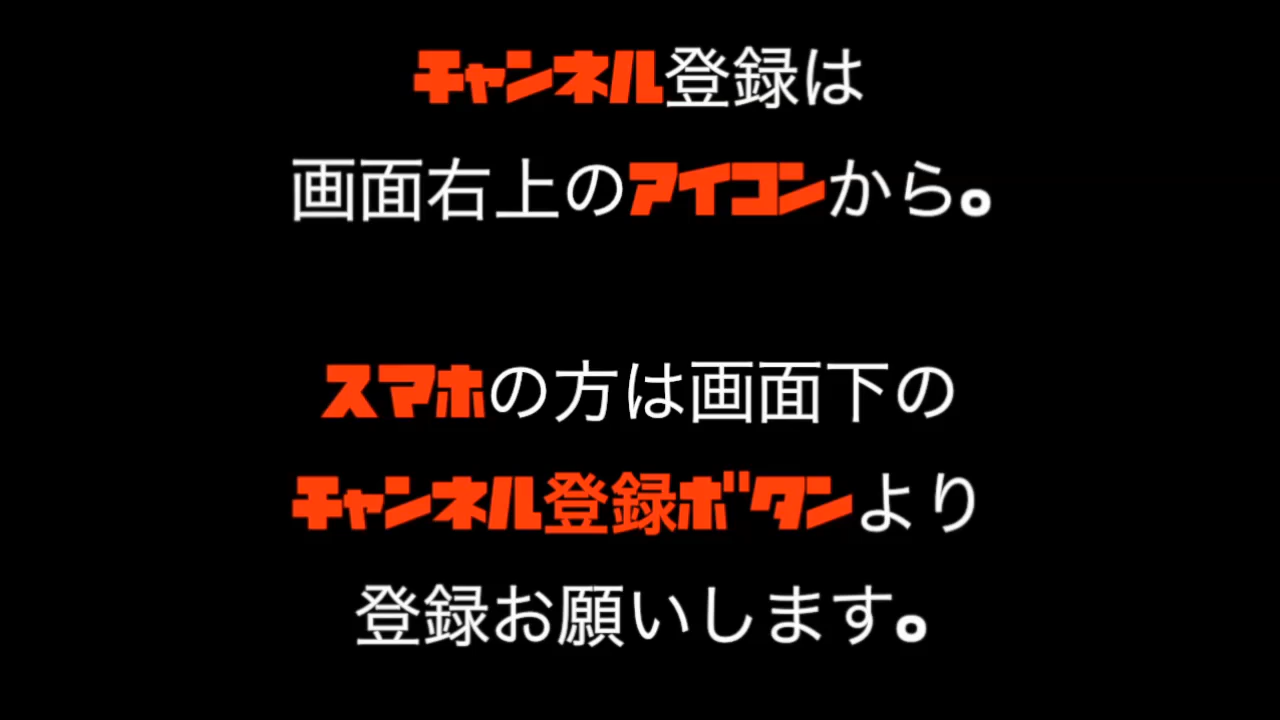 チャンネル登録は
画面右上のアイコンから。
スマホの方は画面下の
チャンネル登録ボタンより
登録お願いします。